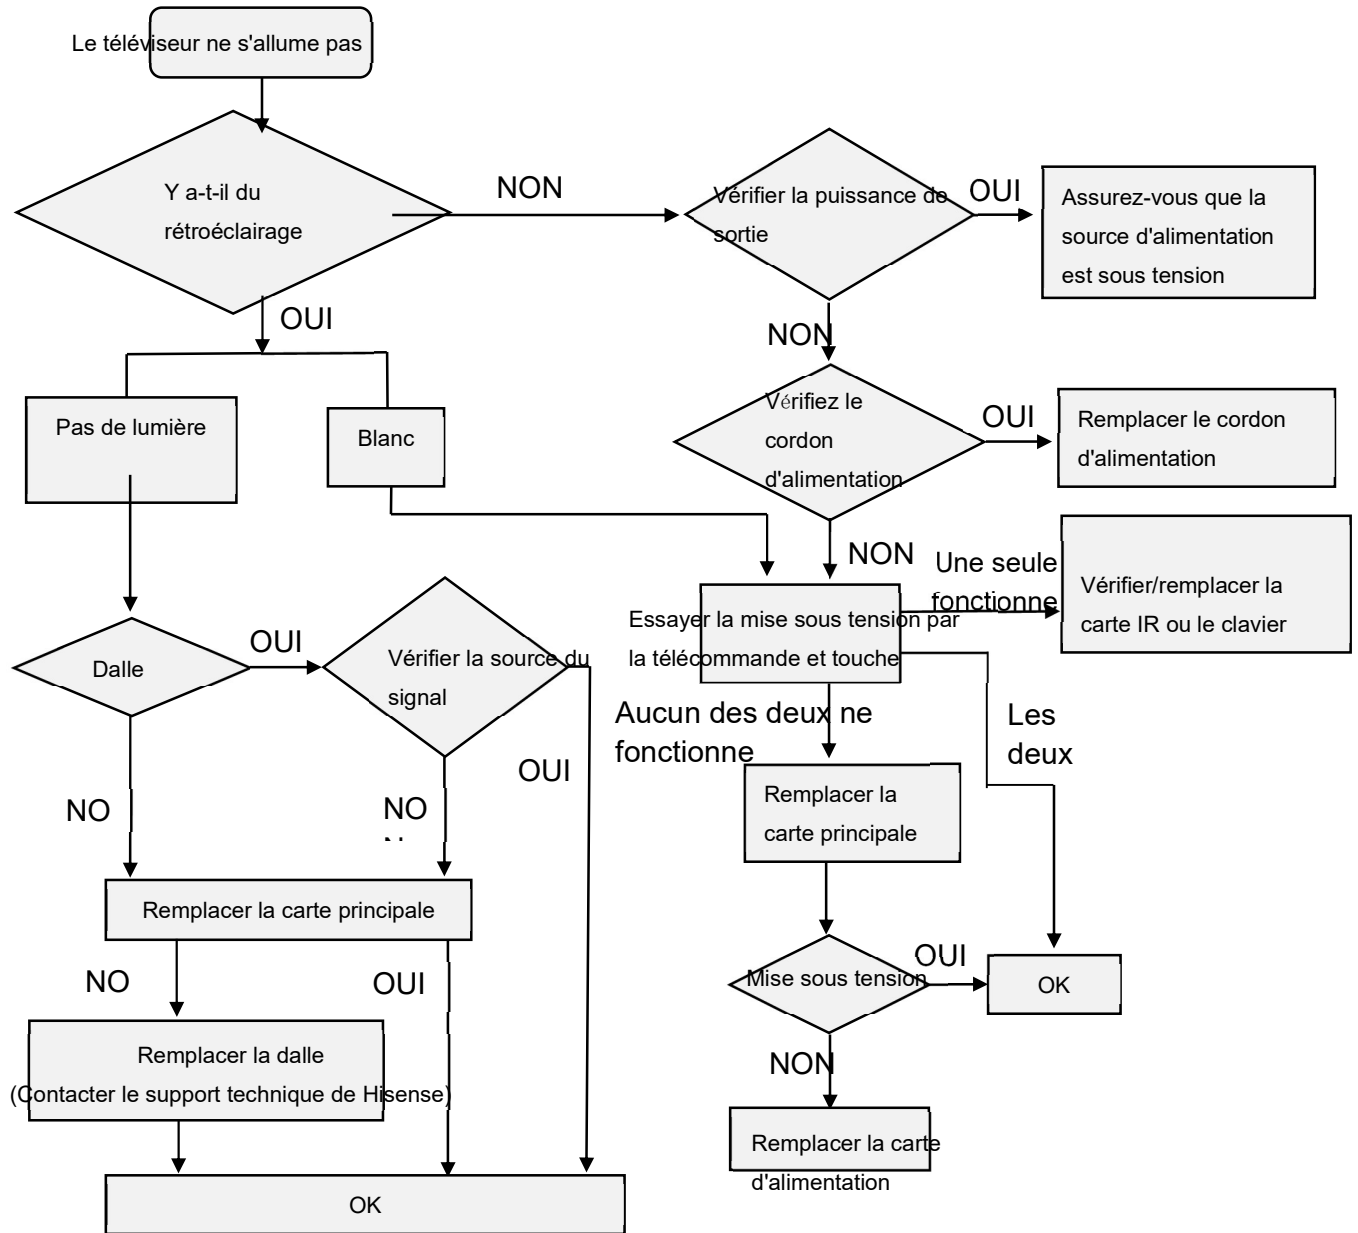 Le téléviseur ne s'allume pas
Y a-t-il du
rétroéclairage
NON
Vérifier la puissance de
sortie
OUI
Assurez-vous que la
source d'alimentation
est sous tension
OUI
NON
Pas de lumière
Blanc
Vérifiez le
cordon
d'alimentation
OUI
Remplacer le cordon
d'alimentation
NON
Une seule
fonctionne
Vérifier/remplacer la
carte IR ou le clavier
Essayer la mise sous tension par
la télécommande et touche
Dalle
OUI
Vérifier la source du
signal
OUI
Aucun des deux ne
fonctionne
Les
deux
NO
NO
Remplacer la
carte principale
Remplacer la carte principale
NO
OUI
Mise sous tension
OUI
OK
Remplacer la dalle
(Contacter le support technique de Hisense)
NON
Remplacer la carte
d'alimentation
OK